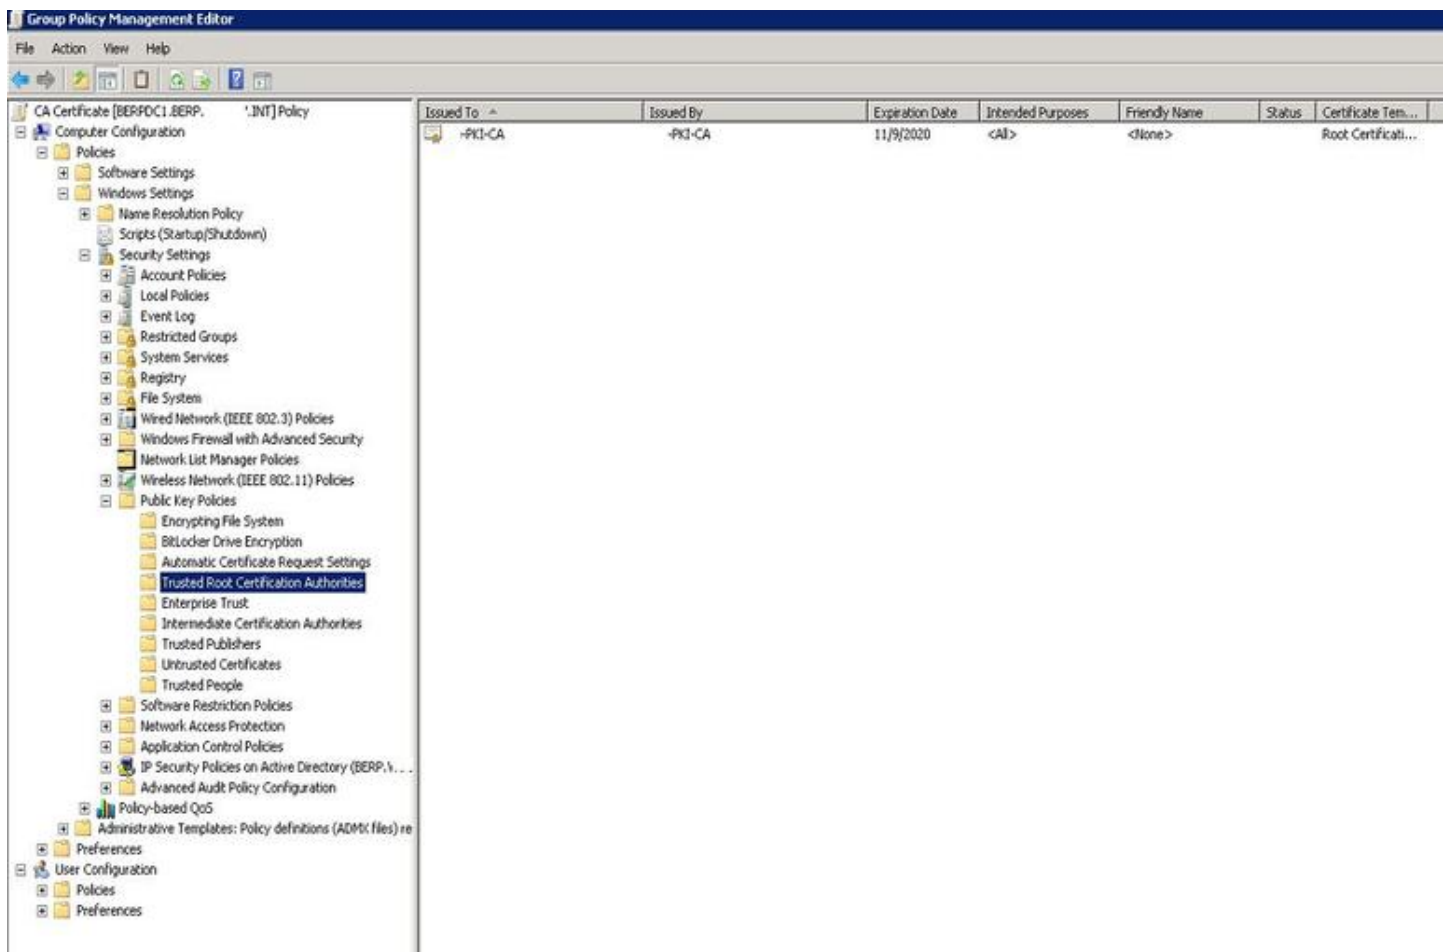 Group Policy Management Editor
File Action View Help
CA Certificate [BERPDC1.BERP. '.INT] Policy
Computer Configuration
Policies
Software Settings
Windows Settings
Name Resolution Policy
Scripts (Startup/Shutdown)
Security Settings
Account Policies
Local Policies
Event Log
Restricted Groups
System Services
Registry
File System
Wired Network (IEEE 802.3) Policies
Windows Firewall with Advanced Security
Network List Manager Policies
Wireless Network (IEEE 802.11) Policies
Public Key Policies
Encrypting File System
BitLocker Drive Encryption
Automatic Certificate Request Settings
Trusted Root Certification Authorities
Enterprise Trust
Intermediate Certification Authorities
Trusted Publishers
Untrusted Certificates
Trusted People
Software Restriction Policies
Network Access Protection
Application Control Policies
IP Security Policies on Active Directory (BERP.
Advanced Audit Policy Configuration
Policy-based QoS
Administrative Templates: Policy definitions (ADMX files) re
Preferences
User Configuration
Policies
Preferences
Issued To Issued By Expiration Date Intended Purposes Friendly Name Status Certificate Tem...
-PKI-CA -PKI-CA 11/9/2020 <All> <None> Root Certificati...